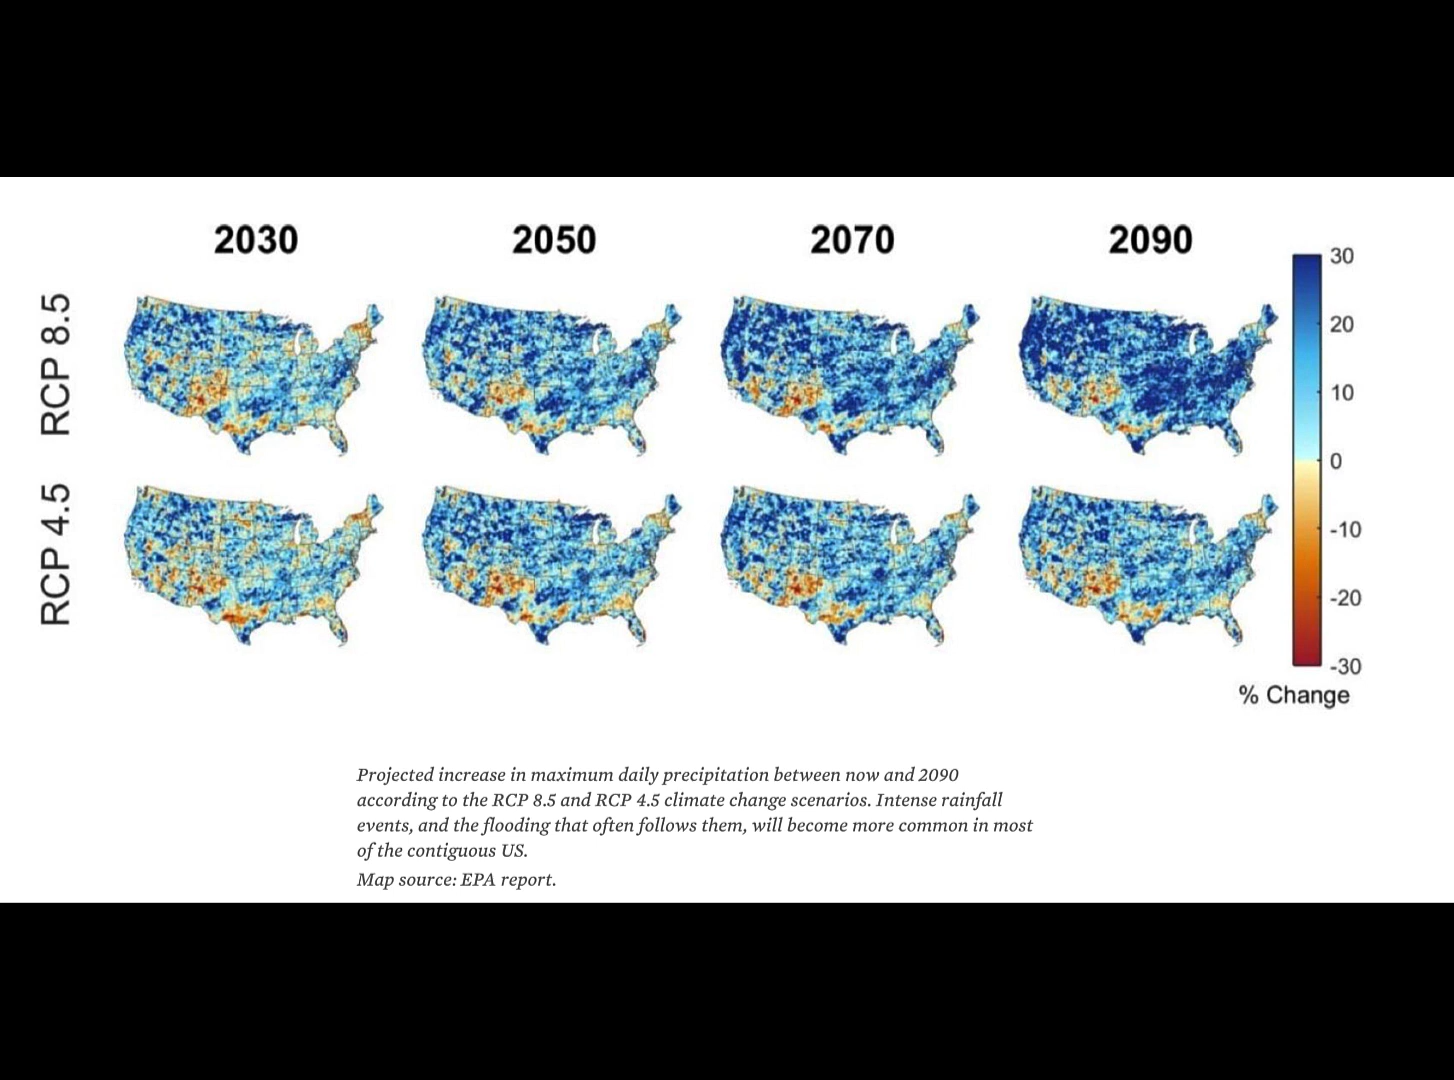 2030 2050 2070 2090
30
RCP 8.5
20
10
0
RCP 4.5
-10
-20
-30
% Change
Projected increase in maximum daily precipitation between now and 2090
according to the RCP 8.5 and RCP 4.5 climate change scenarios. Intense rainfall
events, and the flooding that often follows them, will become more common in most
of the contiguous US.
Map source: EPA report.